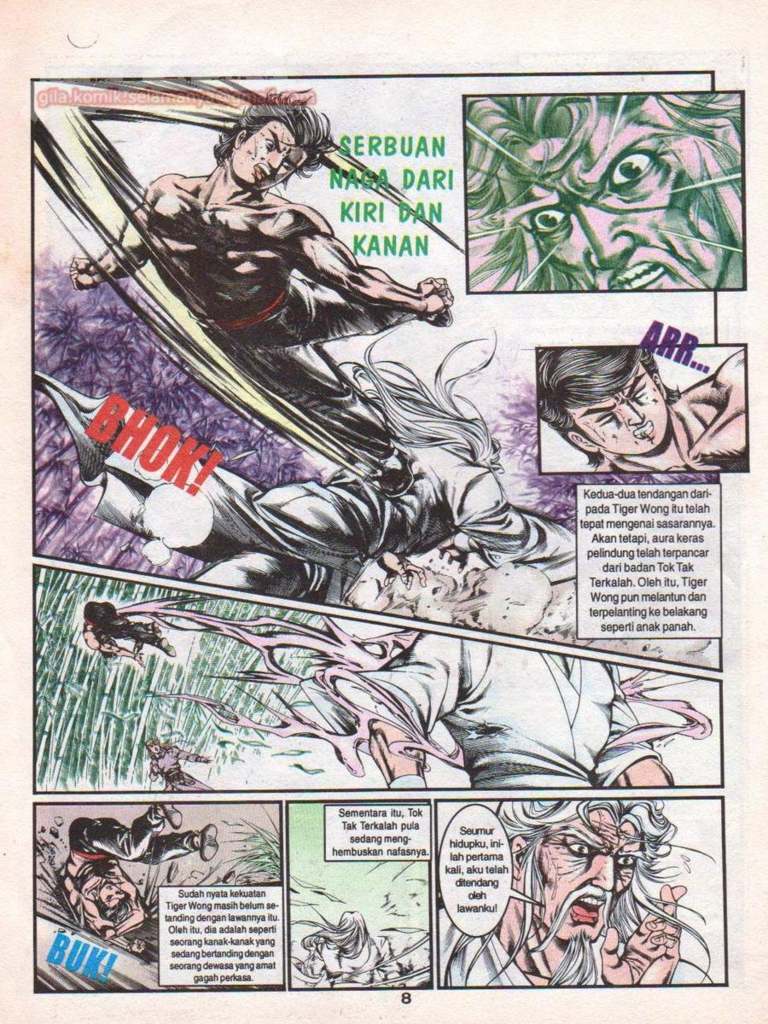 SERBUAN
NAGA DARI
KIRI DAN
KANAN
ARR...
BHOK!
Kedua-dua tendangan dari-
pada Tiger Wong itu telah
tepat mengenai sasarannya.
Akan tetapi, aura keras
pelindung telah terpancar
dari badan Tok Tak
Terkalah. Oleh itu, Tiger
Wong pun melantun dan
terpelanting ke belakang
seperti anak panah.
BUK!
Sudah nyata kekuatan
Tiger Wong masih belum se-
tanding dengan lawannya itu.
Oleh itu, dia adalah seperti
seorang kanak-kanak yang
sedang bertanding dengan
seorang dewasa yang amat
gagah perkasa.
Sementara itu, Tok
Tak Terkalah pula
sedang meng-
hembuskan nafasnya.
Seumur
hidupku, ini-
lah pertama
kali, aku telah
ditendang
oleh
lawanku!
8